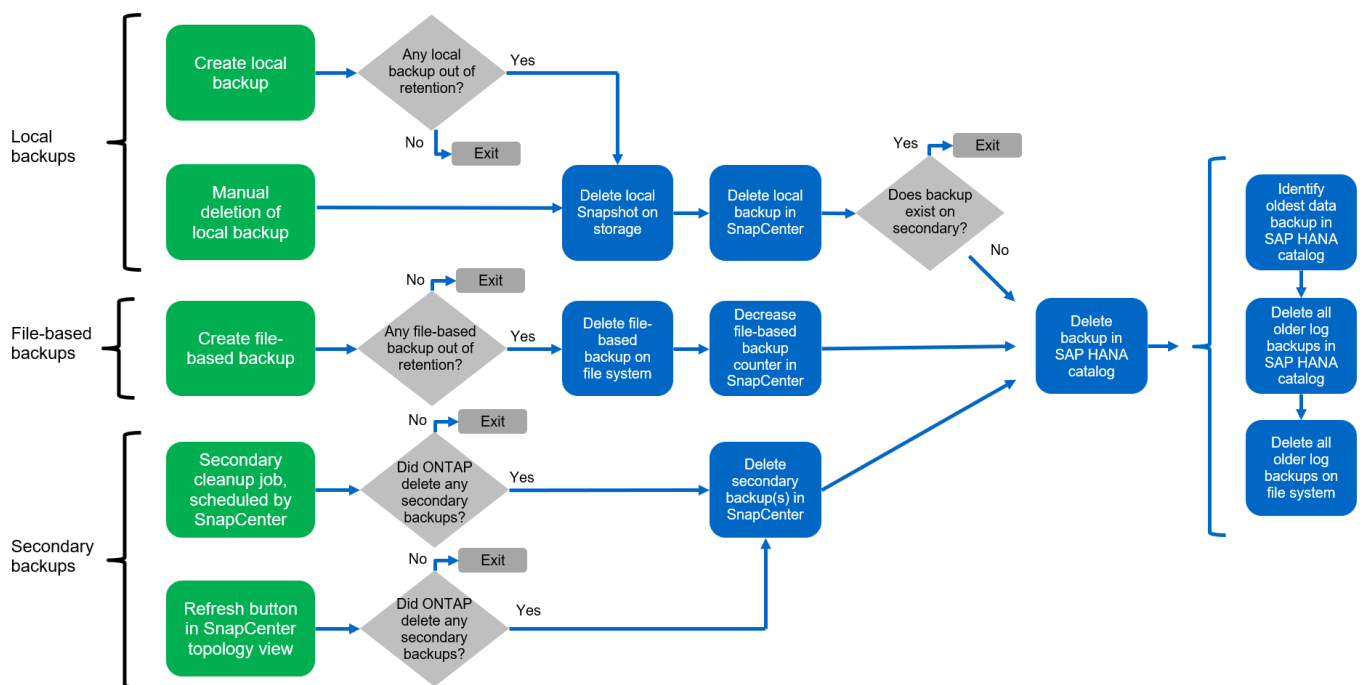 Local
backups
Create local
backup
Any local
backup out of
retention?
Yes
No
Exit
Manual
deletion of
local backup
Delete local
Snapshot on
storage
Delete local
backup in
SnapCenter
Does backup
exist on
secondary?
Yes
Exit
No
File-based
backups
Create file-
based backup
Any file-based
backup out of
retention?
No
Exit
Yes
Delete file-
based
backup on
file system
Decrease
file-based
backup
counter in
SnapCenter
Secondary
backups
Secondary
cleanup job,
scheduled by
SnapCenter
Did ONTAP
delete any
secondary
backups?
No
Exit
Yes
Delete
secondary
backup(s) in
SnapCenter
Refresh button
in SnapCenter
topology view
Did ONTAP
delete any
secondary
backups?
No
Exit
Yes
Delete
backup in
SAP HANA
catalog
Identify
oldest data
backup in
SAP HANA
catalog
Delete all
older log
backups in
SAP HANA
catalog
Delete all
older log
backups on
file system